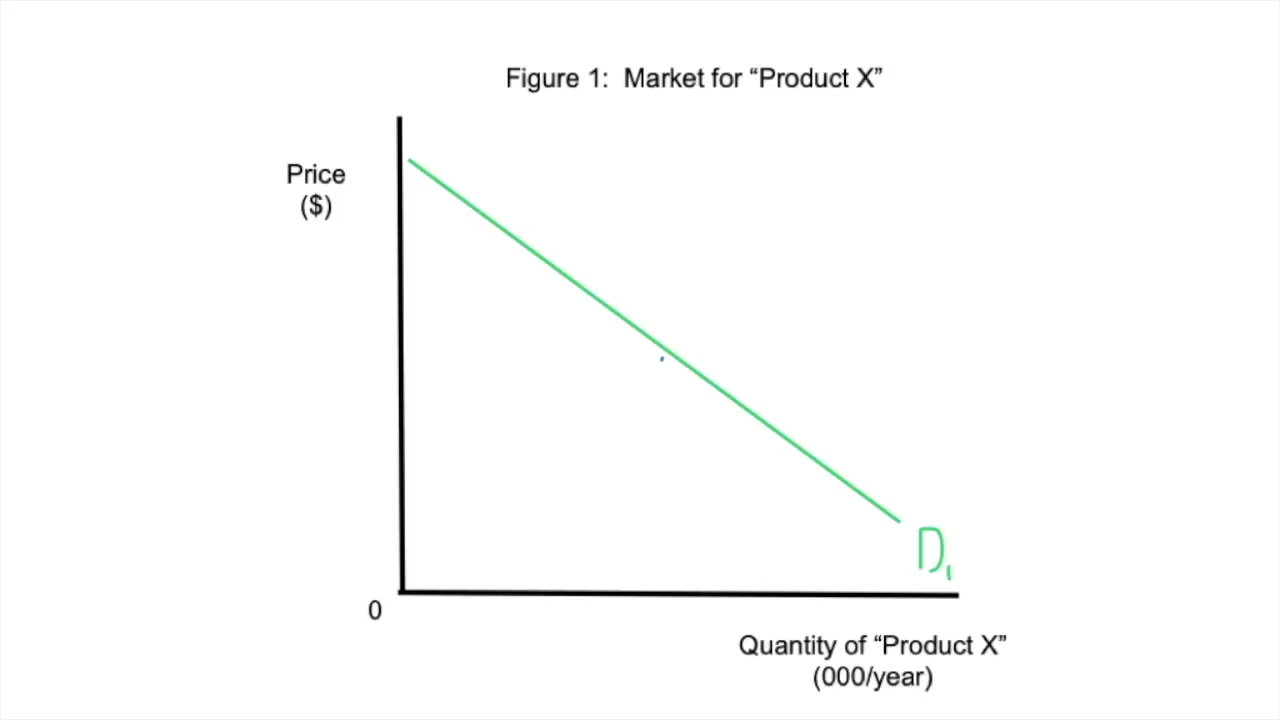 Figure 1: Market for “Product X”
Price
($)
D₁
0
Quantity of “Product X”
(000/year)